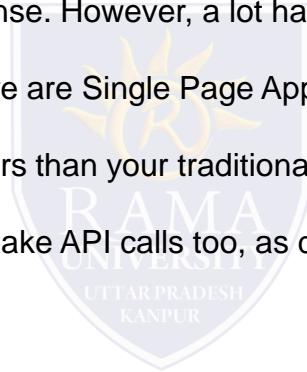 nse. However, a lot ha
e are Single Page App
rs than your traditiona
ake API calls too, as
RAMA
UNIVERSITY
UTTAR PRADESH
KANPUR